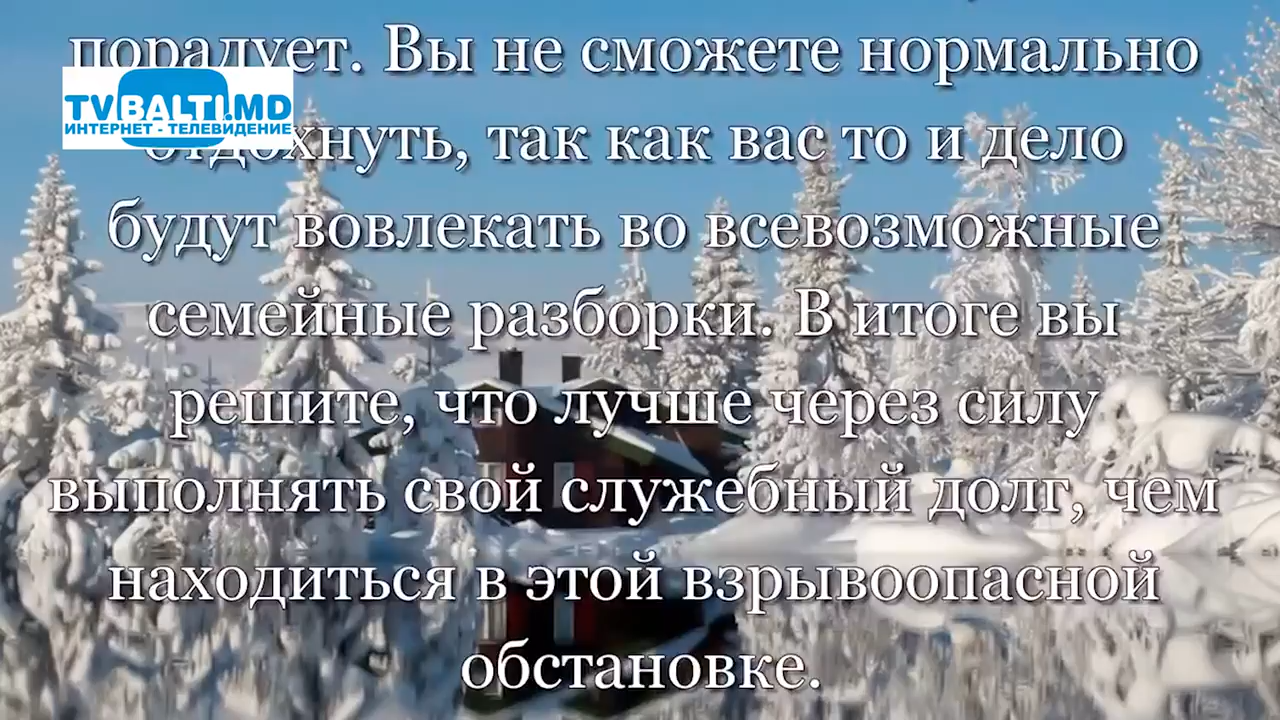 порадует. Вы не сможете нормально
TVBALTI.MD
ИНТЕРНЕТ - ТЕЛЕВИДЕНИЕ
отдохнуть, так как вас то и дело
будут вовлекать во всевозможные
семейные разборки. В итоге вы
решите, что лучше через силу
выполнять свой служебный долг, чем
находиться в этой взрывоопасной
обстановке.